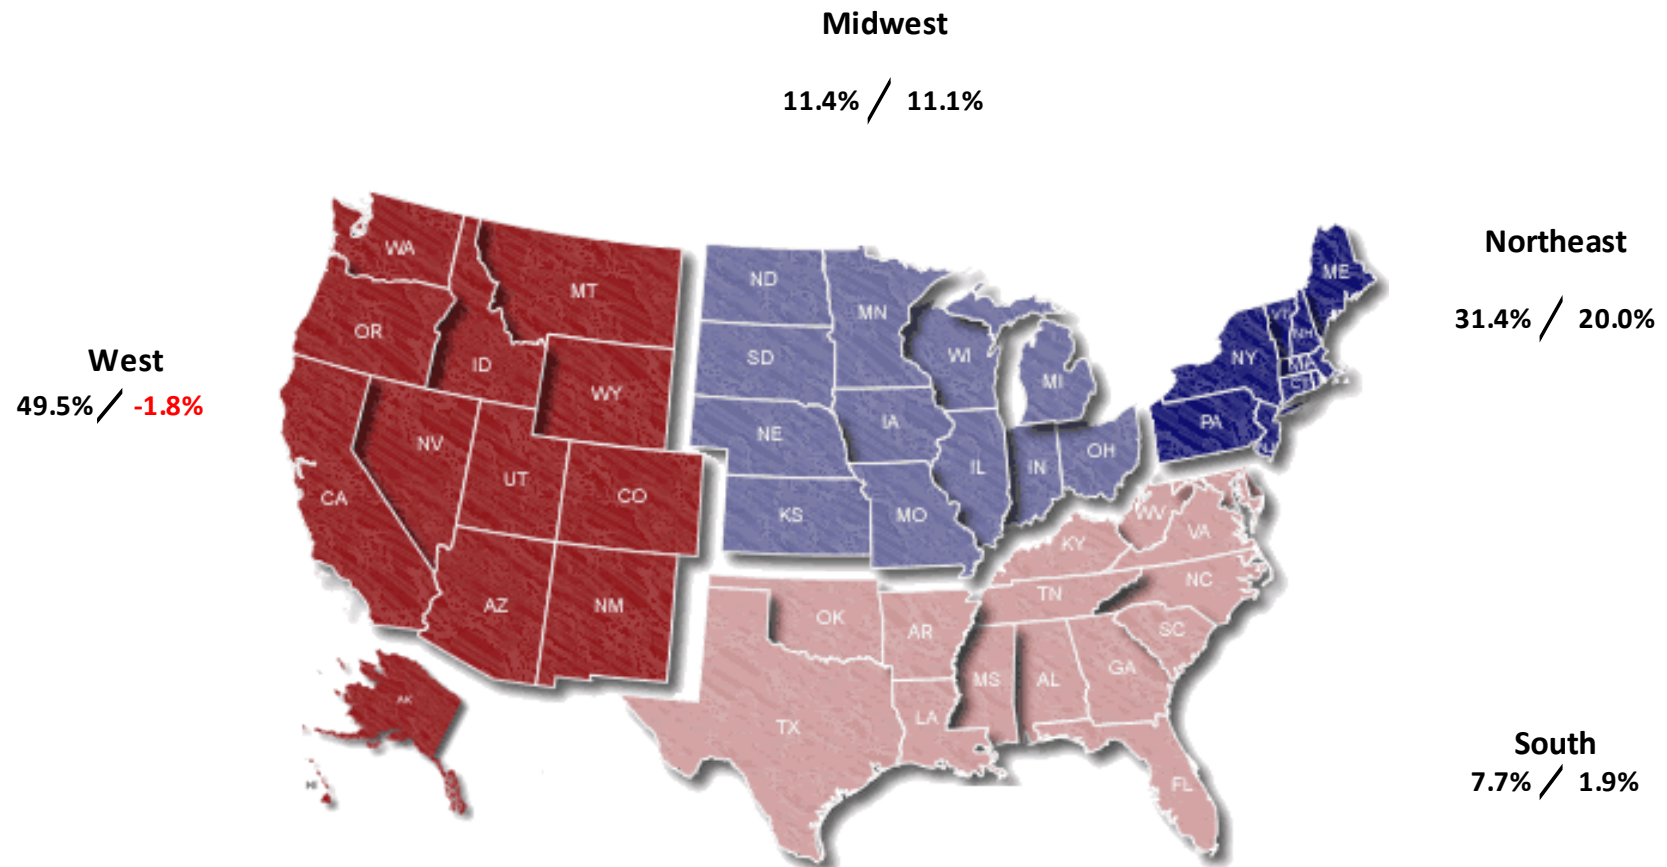 Midwest
11.4% / 11.1%
Northeast
31.4% / 20.0%
West
49.5% / -1.8%
South
7.7% / 1.9%
WA
MT
OR
ID
WY
NV
UT
CO
CA
AZ
NM
AK
HI
ND
MN
SD
WI
MI
NE
IA
IL
IN
OH
KS
MO
ME
VT
NH
NY
MA
CT
PA
NJ
WV
VA
KY
NC
TN
OK
AR
SC
MS
AL
GA
LA
TX
FL